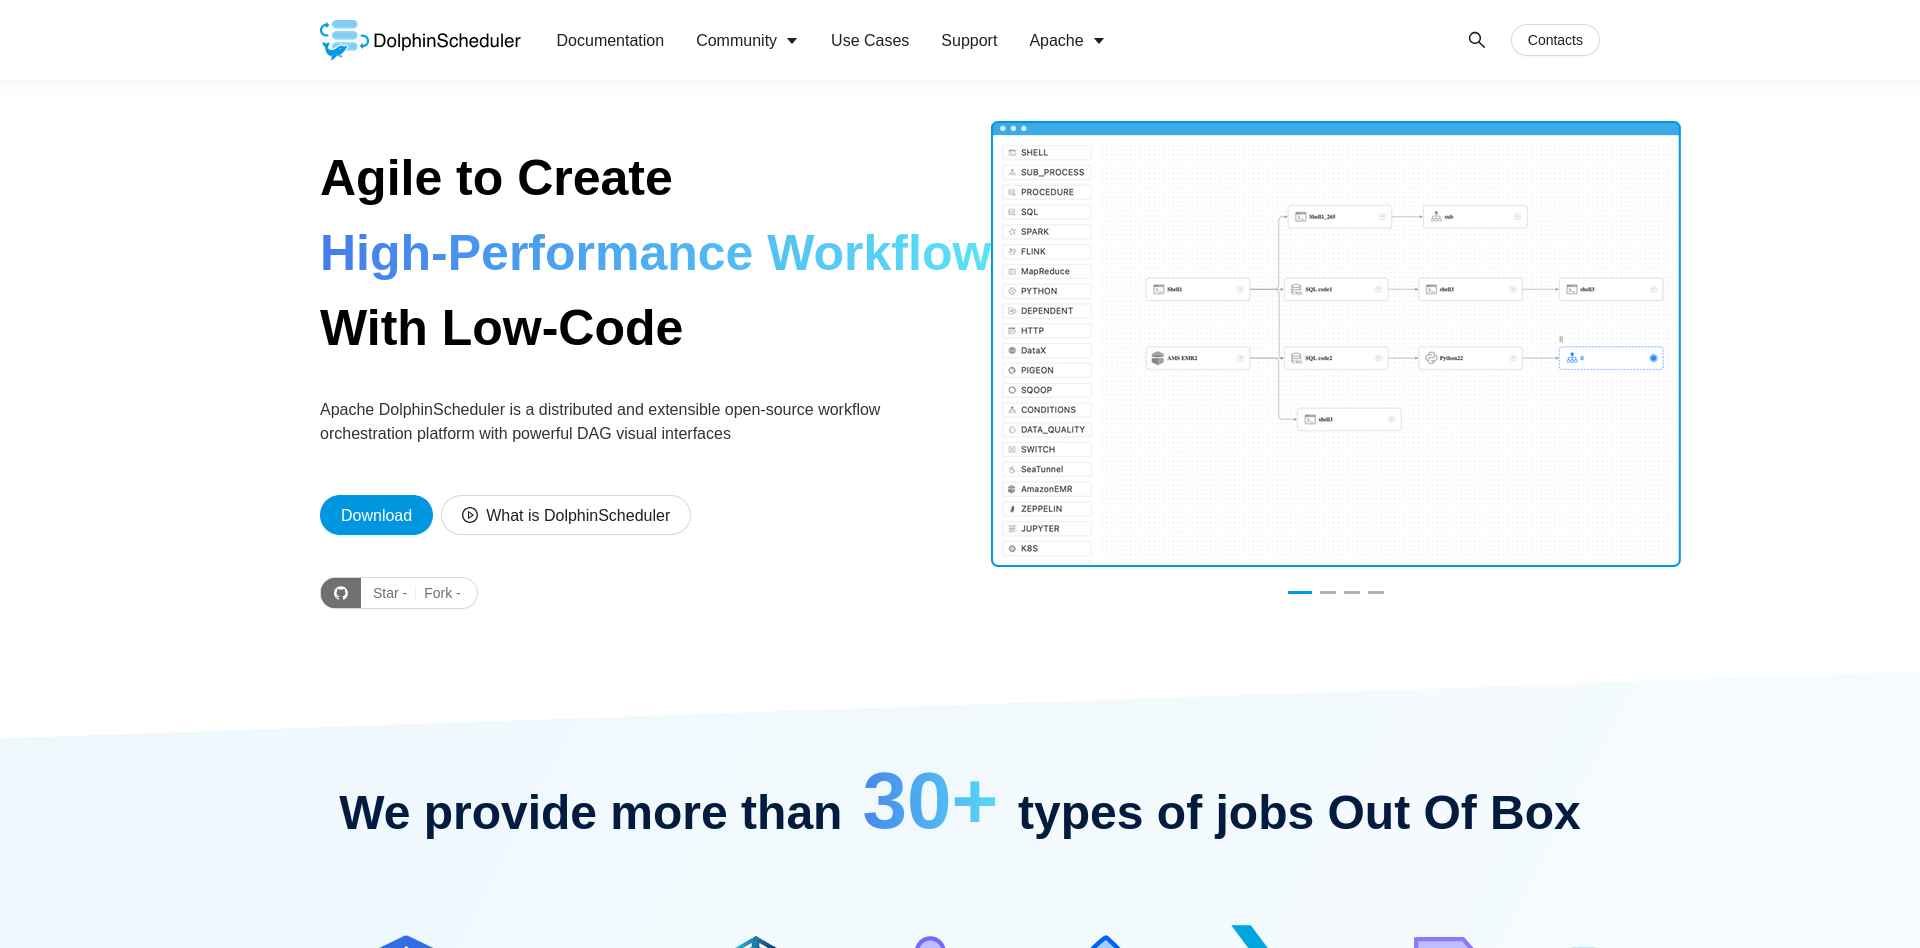 DolphinScheduler
Documentation
Community
Use Cases
Support
Apache
Contacts
Agile to Create
High-Performance Workflow
With Low-Code
Apache DolphinScheduler is a distributed and extensible open-source workflow
orchestration platform with powerful DAG visual interfaces
Download
What is DolphinScheduler
Star -
Fork -
SHELL
SUB_PROCESS
PROCEDURE
SQL
SPARK
FLINK
MapReduce
PYTHON
DEPENDENT
HTTP
DataX
PIGEON
SQOOP
CONDITIONS
DATA_QUALITY
SWITCH
SeaTunnel
AmazonEMR
ZEPPELIN
JUPYTER
K8S
Shell1_265
sub
Shell1
SQL code1
shell3
shell3
AMS EMR2
SQL code2
Python22
shell3
We provide more than 30+ types of jobs Out Of Box